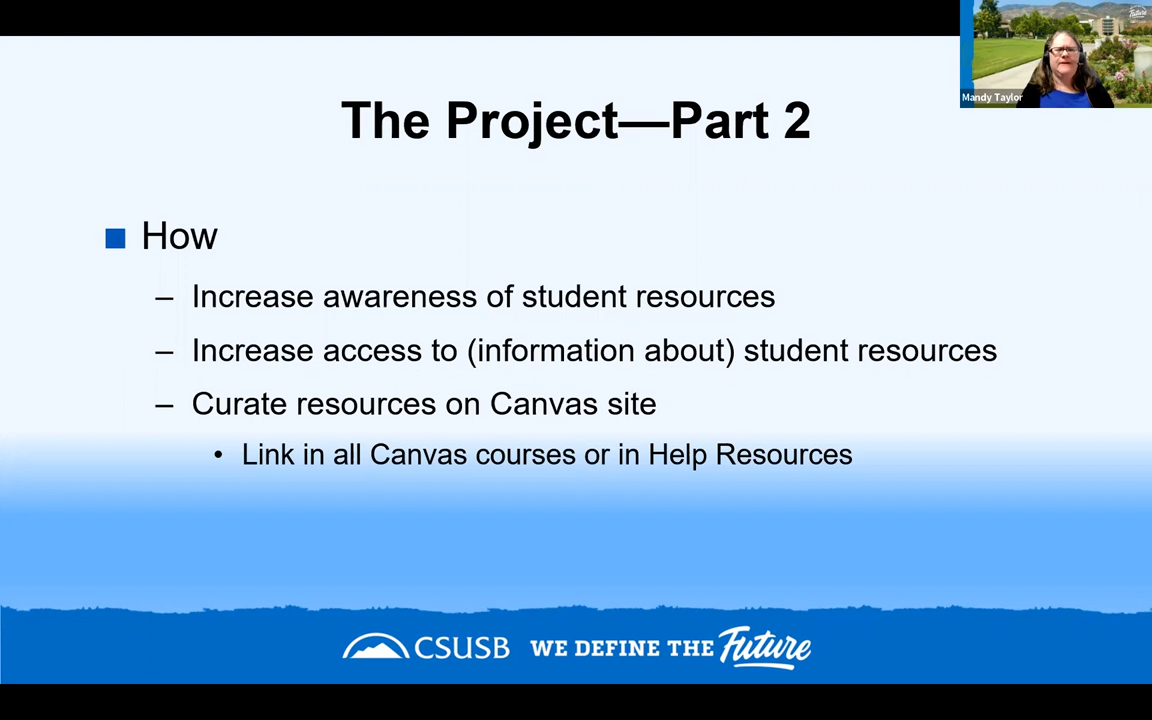 Future
Mandy Taylor
The Project—Part 2
How
– Increase awareness of student resources
– Increase access to (information about) student resources
– Curate resources on Canvas site
• Link in all Canvas courses or in Help Resources
CSUSB WE DEFINE THE Future